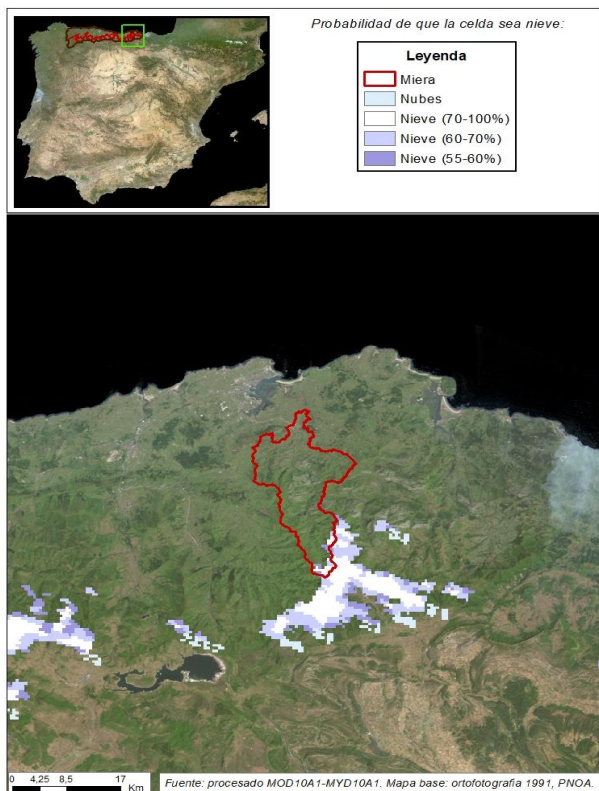 Probabilidad de que la celda sea nieve:
Leyenda
Miera
Nubes
Nieve (70-100%)
Nieve (60-70%)
Nieve (55-60%)
0 4,25 8,5 17
Km
Fuente: procesado MOD10A1-MYD10A1. Mapa base: ortofotografía 1991, PNOA.